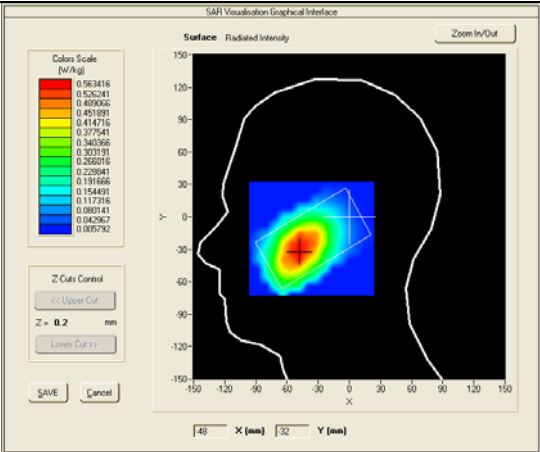 SAR Visualisation Graphical Interface
Surface Radiated Intensity
Zoom In/Out
Colors Scale
(W/kg)
0.563416
0.526241
0.489066
0.451891
0.414716
0.377541
0.340366
0.303191
0.266016
0.228841
0.191666
0.154491
0.117316
0.080141
0.042967
0.005792
150
120
90
60
30
0
-30
-60
-90
-120
-150
Y
-150 -120 -90 -60 -30 0 30 60 90 120 150
X
Z-Cuts Control
<< Upper Cut
Z = 0.2 mm
Lower Cut >>
SAVE Cancel
-48 X (mm) -32 Y (mm)